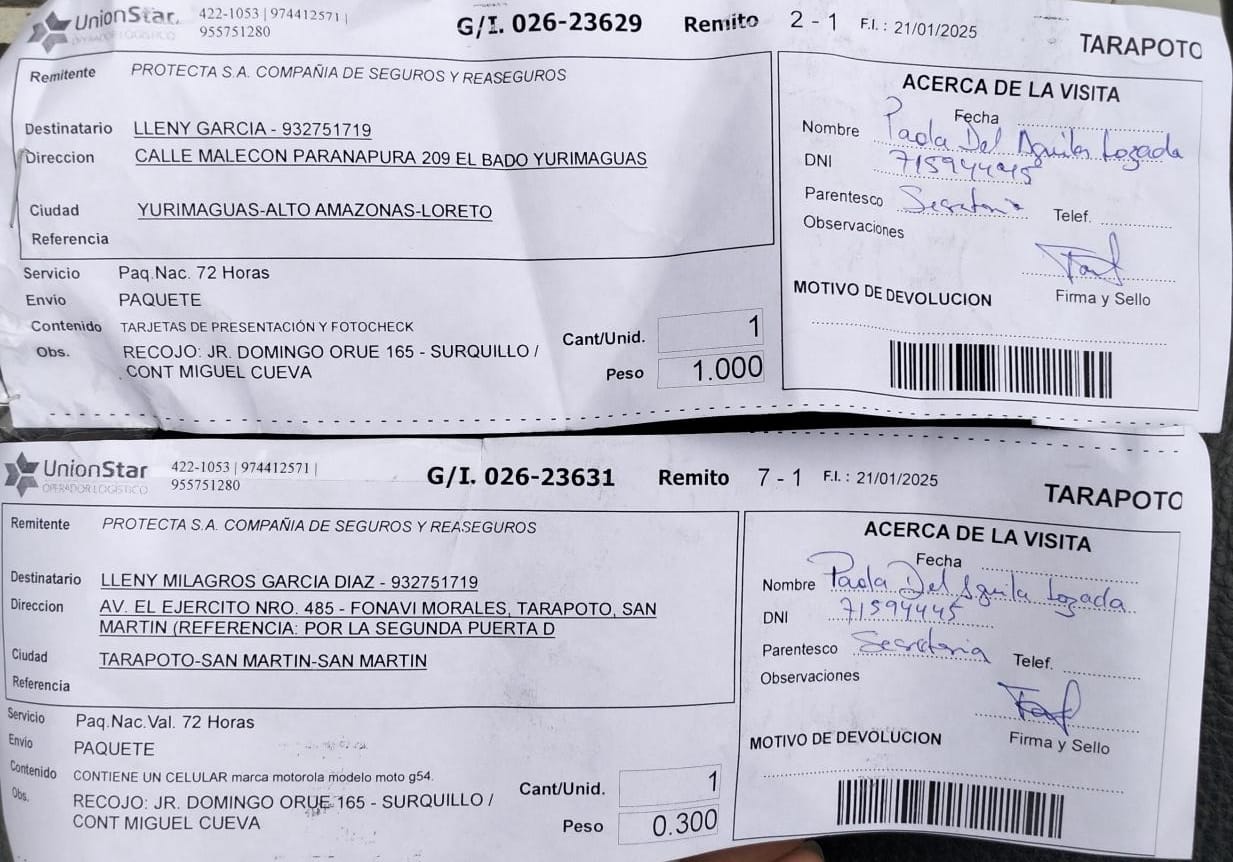 UnionStar. 422-1053 | 974412571 | G/I. 026-23629 Remito 2 - 1 F.I. : 21/01/2025 TARAPOTO
OPERADOR LOGISTICO 955751280
Remitente PROTECTA S.A. COMPAÑIA DE SEGUROS Y REASEGUROS
Destinatario LLENY GARCIA - 932751719
Direccion CALLE MALECON PARANAPURA 209 EL BADO YURIMAGUAS
Ciudad YURIMAGUAS-ALTO AMAZONAS-LORETO
Referencia
Servicio Paq.Nac. 72 Horas
Envio PAQUETE
Contenido TARJETAS DE PRESENTACIÓN Y FOTOCHECK
Obs. RECOJO: JR. DOMINGO ORUE 165 - SURQUILLO /
CONT MIGUEL CUEVA
Cant/Unid. 1
Peso 1.000
ACERCA DE LA VISITA
Fecha
Nombre Paola Del Aguila Lozada
DNI 71594445
Parentesco Secretaria Telef.
Observaciones
Firma y Sello
MOTIVO DE DEVOLUCION
UnionStar 422-1053 | 974412571 | G/I. 026-23631 Remito 7 - 1 F.I. : 21/01/2025 TARAPOTO
OPERADOR LOGISTICO 955751280
Remitente PROTECTA S.A. COMPAÑIA DE SEGUROS Y REASEGUROS
Destinatario LLENY MILAGROS GARCIA DIAZ - 932751719
Direccion AV. EL EJERCITO NRO. 485 - FONAVI MORALES, TARAPOTO, SAN
MARTIN (REFERENCIA: POR LA SEGUNDA PUERTA D
Ciudad TARAPOTO-SAN MARTIN-SAN MARTIN
Referencia
Servicio Paq.Nac.Val. 72 Horas
Envio PAQUETE
Contenido CONTIENE UN CELULAR marca motorola modelo moto g54.
Obs. RECOJO: JR. DOMINGO ORUE 165 - SURQUILLO /
CONT MIGUEL CUEVA
Cant/Unid. 1
Peso 0.300
ACERCA DE LA VISITA
Fecha
Nombre Paola Del Aguila Lozada
DNI 71594445
Parentesco Secretaria Telef.
Observaciones
Firma y Sello
MOTIVO DE DEVOLUCION